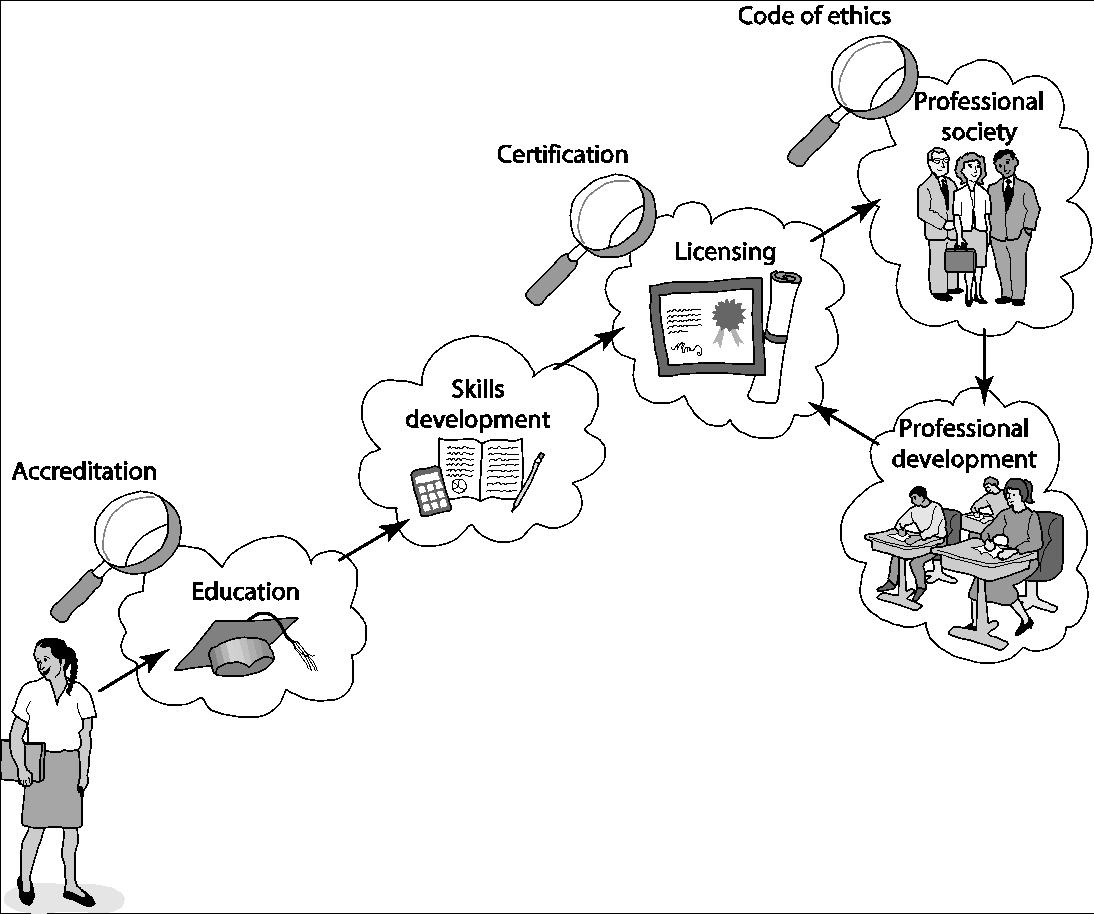 Code of ethics
Professional
society
Certification
Licensing
Skills
development
Professional
development
Accreditation
Education